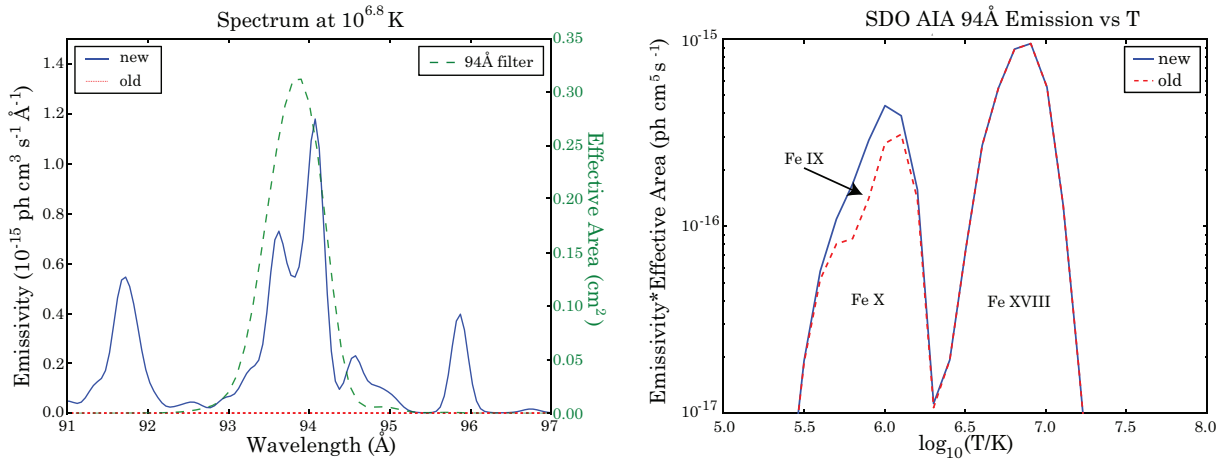 Spectrum at 10^6.8 K
new
old
94Å filter
Emissivity (10^-15 ph cm^3 s^-1 Å^-1)
1.4
1.2
1.0
0.8
0.6
0.4
0.2
0.0
0.35
0.30
0.25
0.20
0.15
0.10
0.05
0.00
Effective Area (cm^2)
91 92 93 94 95 96 97
Wavelength (Å)
SDO AIA 94Å Emission vs T
new
old
Emissivity*Effective Area (ph cm^5 s^-1)
10^-15
10^-16
10^-17
Fe IX
Fe X
Fe XVIII
5.0 5.5 6.0 6.5 7.0 7.5 8.0
log10(T/K)